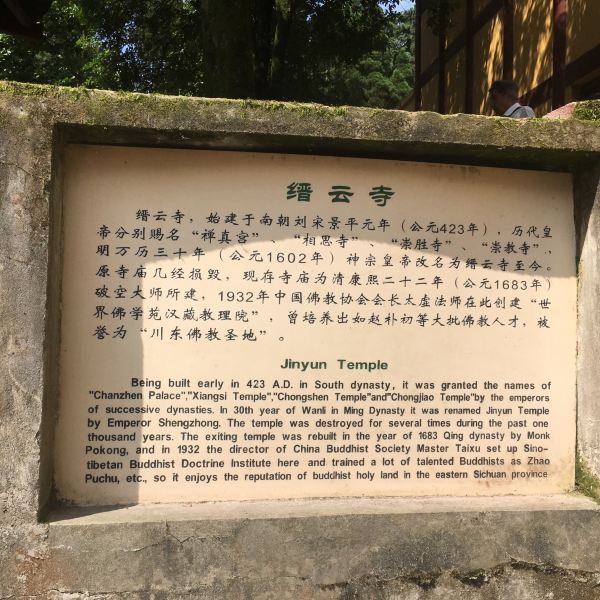 缙云寺
缙云寺，始建于南朝刘宋景平元年（公元423年），历代皇
帝分别赐名“禅真宫”、“相思寺”、“崇胜寺”、“崇教寺”，
明万历三十年（公元1602年）神宗皇帝改名为缙云寺至今。
原寺庙几经损毁，现存寺庙为清康熙二十二年（公元1683年）
破空大师所建，1932年中国佛教协会会长太虚法师在此创建“世
界佛学苑汉藏教理院”，曾培养出如赵朴初等大批佛教人才，被
誉为“川东佛教圣地”。
Jinyun Temple
Being built early in 423 A.D. in South dynasty, it was granted the names of
"Chanzhen Palace","Xiangsi Temple","Chongshen Temple"and"Chongjiao Temple"by the emperors
of successive dynasties. In 30th year of Wanli in Ming Dynasty it was renamed Jinyun Temple
by Emperor Shengzhong. The temple was destroyed for several times during the past one
thousand years. The exiting temple was rebuilt in the year of 1683 Qing dynasty by Monk
Pokong, and in 1932 the director of China Buddhist Society Master Taixu set up Sino-
tibetan Buddhist Doctrine Institute here and trained a lot of talented Buddhists as Zhao
Puchu, etc., so it enjoys the reputation of buddhist holy land in the eastern Sichuan province